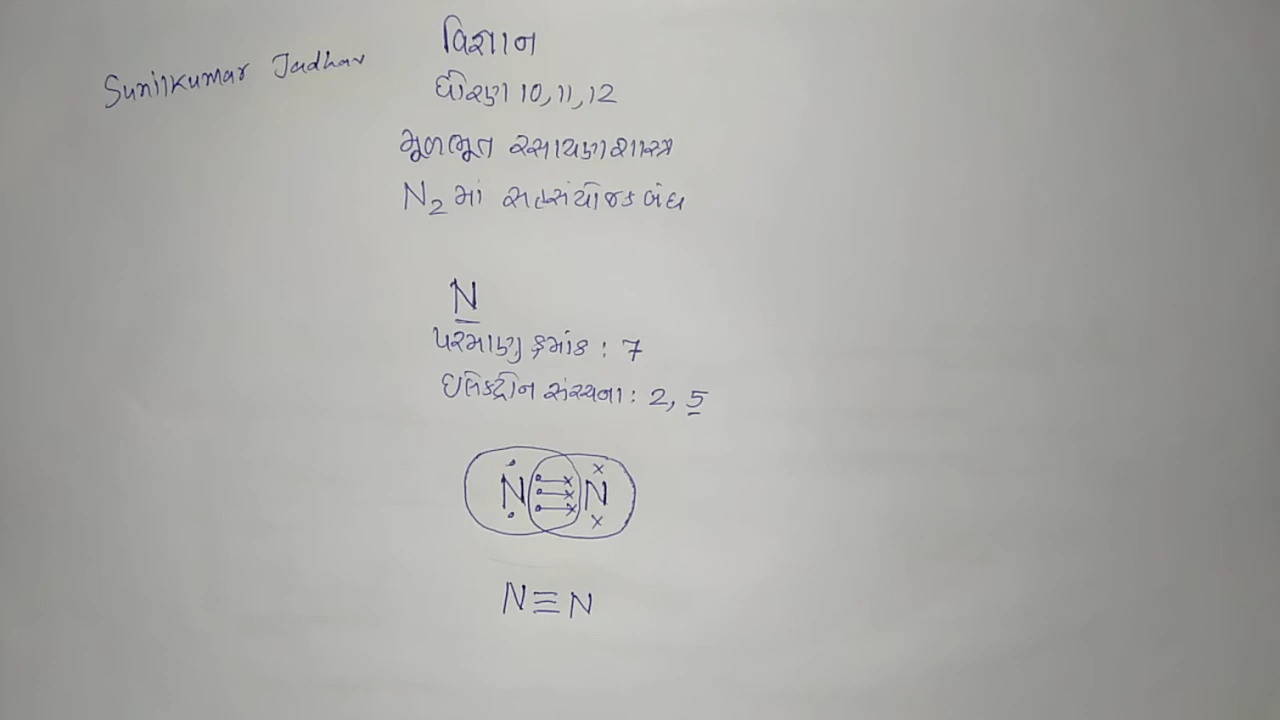 Sunilkumar Jadhav
વિજ્ઞાન
ધોરણ 10, 11, 12
મૂળભૂત રસાયણશાસ્ત્ર
N₂ માં સહસંયોજક બંધ
N
પરમાણુ ક્રમાંક : 7
ઇલેક્ટ્રોન સંરચના : 2, 5
N N
N≡N